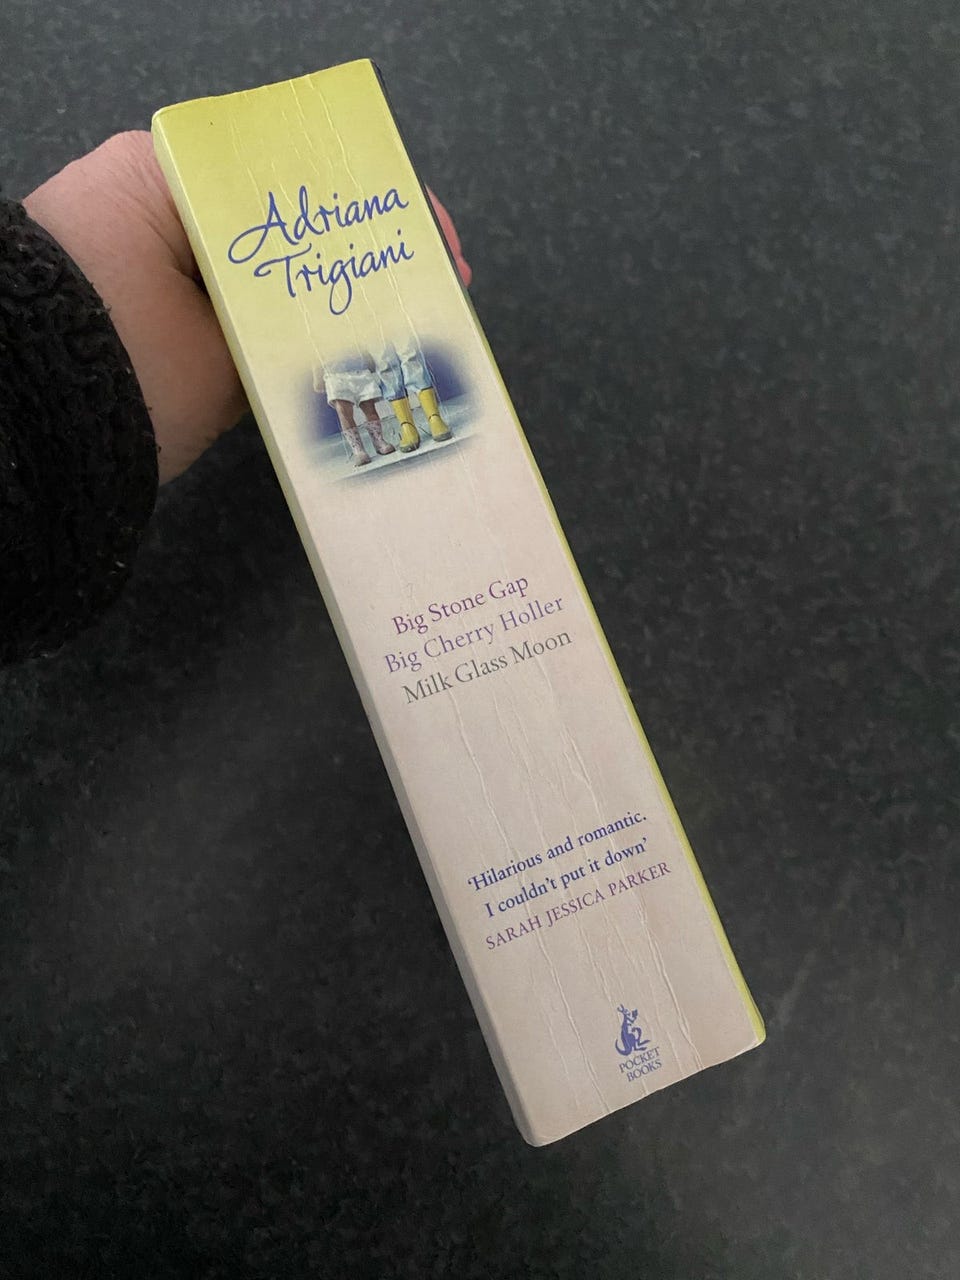 Adriana
Trigiani
Big Stone Gap
Big Cherry Holler
Milk Glass Moon
‘Hilarious and romantic.
I couldn’t put it down’
SARAH JESSICA PARKER
POCKET
BOOKS